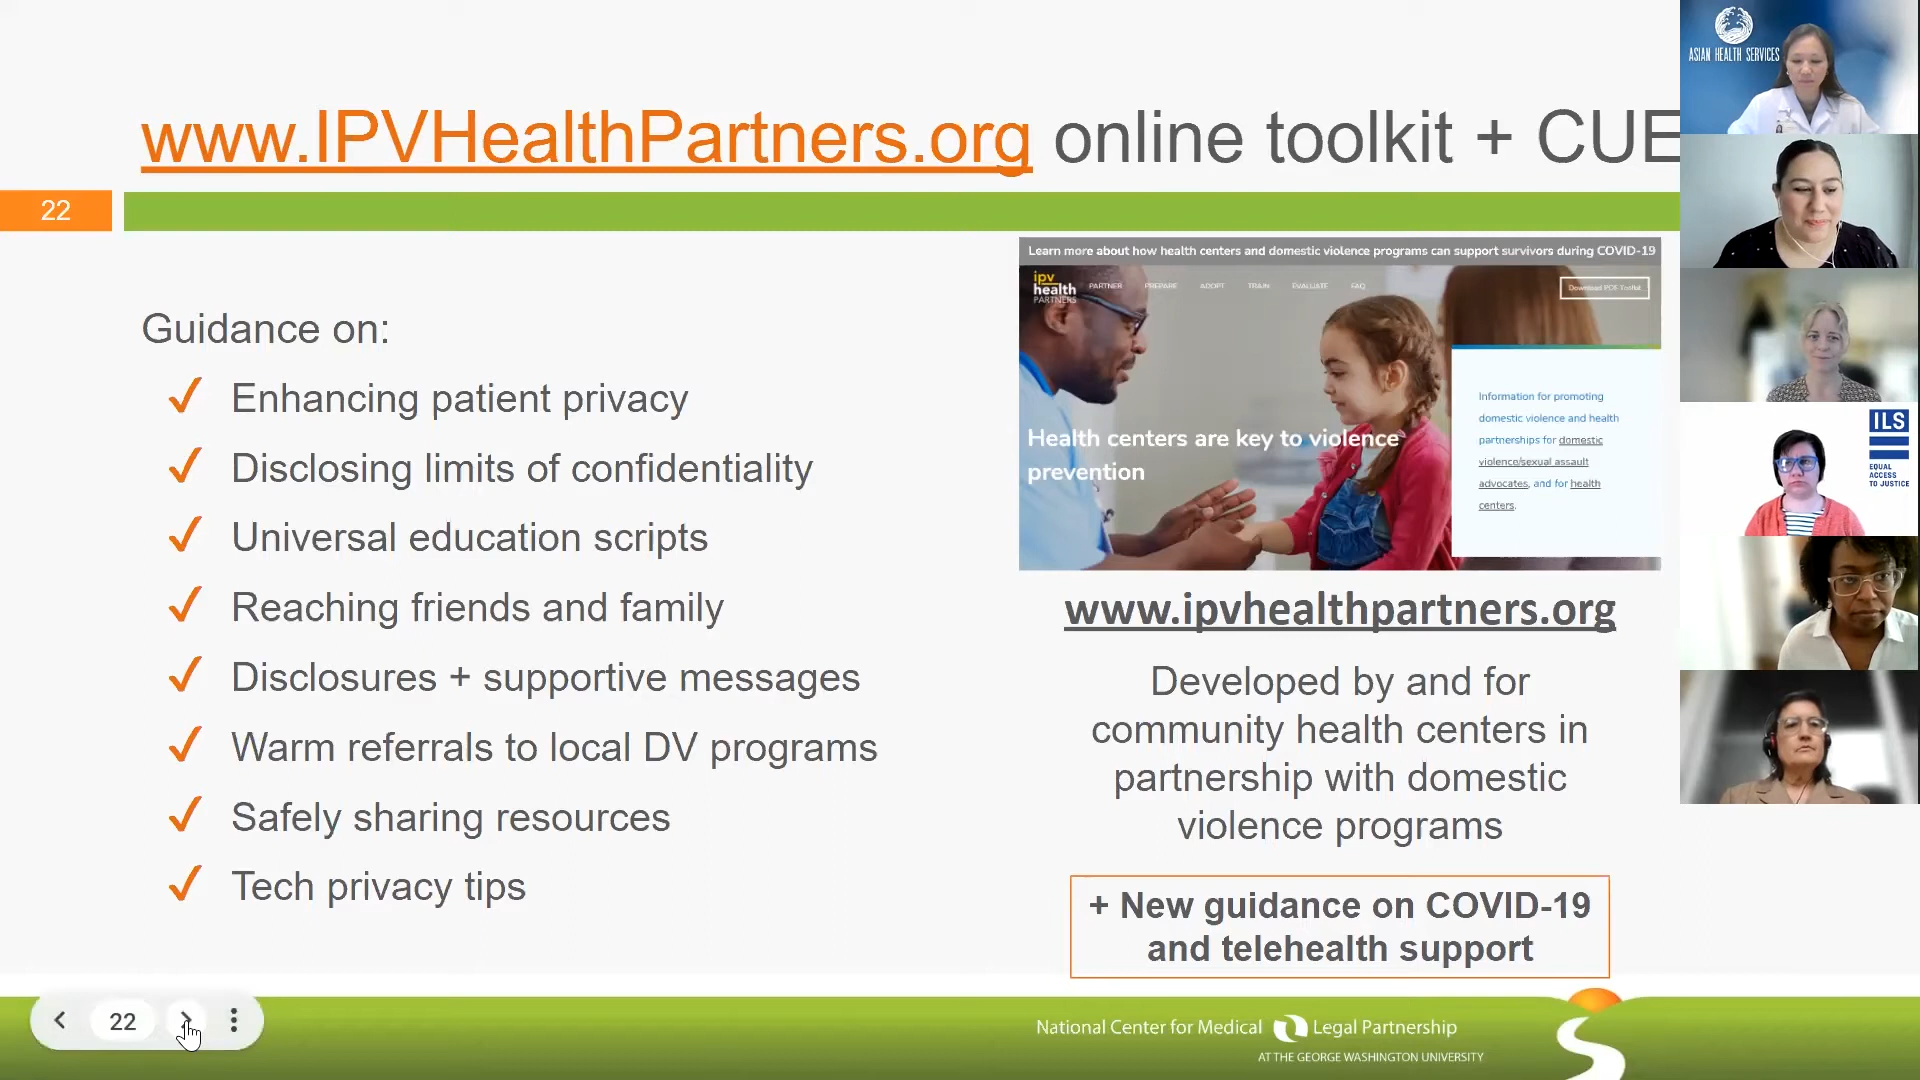 www.IPVHealthPartners.org online toolkit + CUE
22
Guidance on:
✓ Enhancing patient privacy
✓ Disclosing limits of confidentiality
✓ Universal education scripts
✓ Reaching friends and family
✓ Disclosures + supportive messages
✓ Warm referrals to local DV programs
✓ Safely sharing resources
✓ Tech privacy tips
Learn more about how health centers and domestic violence programs can support survivors during COVID-19
ipv
health
PARTNERS
PARTNER PREPARE ADOPT TRAIN EVALUATE FAQ
Download PDF Toolkit
Health centers are key to violence
prevention
Information for promoting
domestic violence and health
partnerships for domestic
violence/sexual assault
advocates, and for health
centers.
www.ipvhealthpartners.org
Developed by and for
community health centers in
partnership with domestic
violence programs
+ New guidance on COVID-19
and telehealth support
ASIAN HEALTH SERVICES
ILS
EQUAL
ACCESS
TO JUSTICE
22
National Center for Medical Legal Partnership
AT THE GEORGE WASHINGTON UNIVERSITY